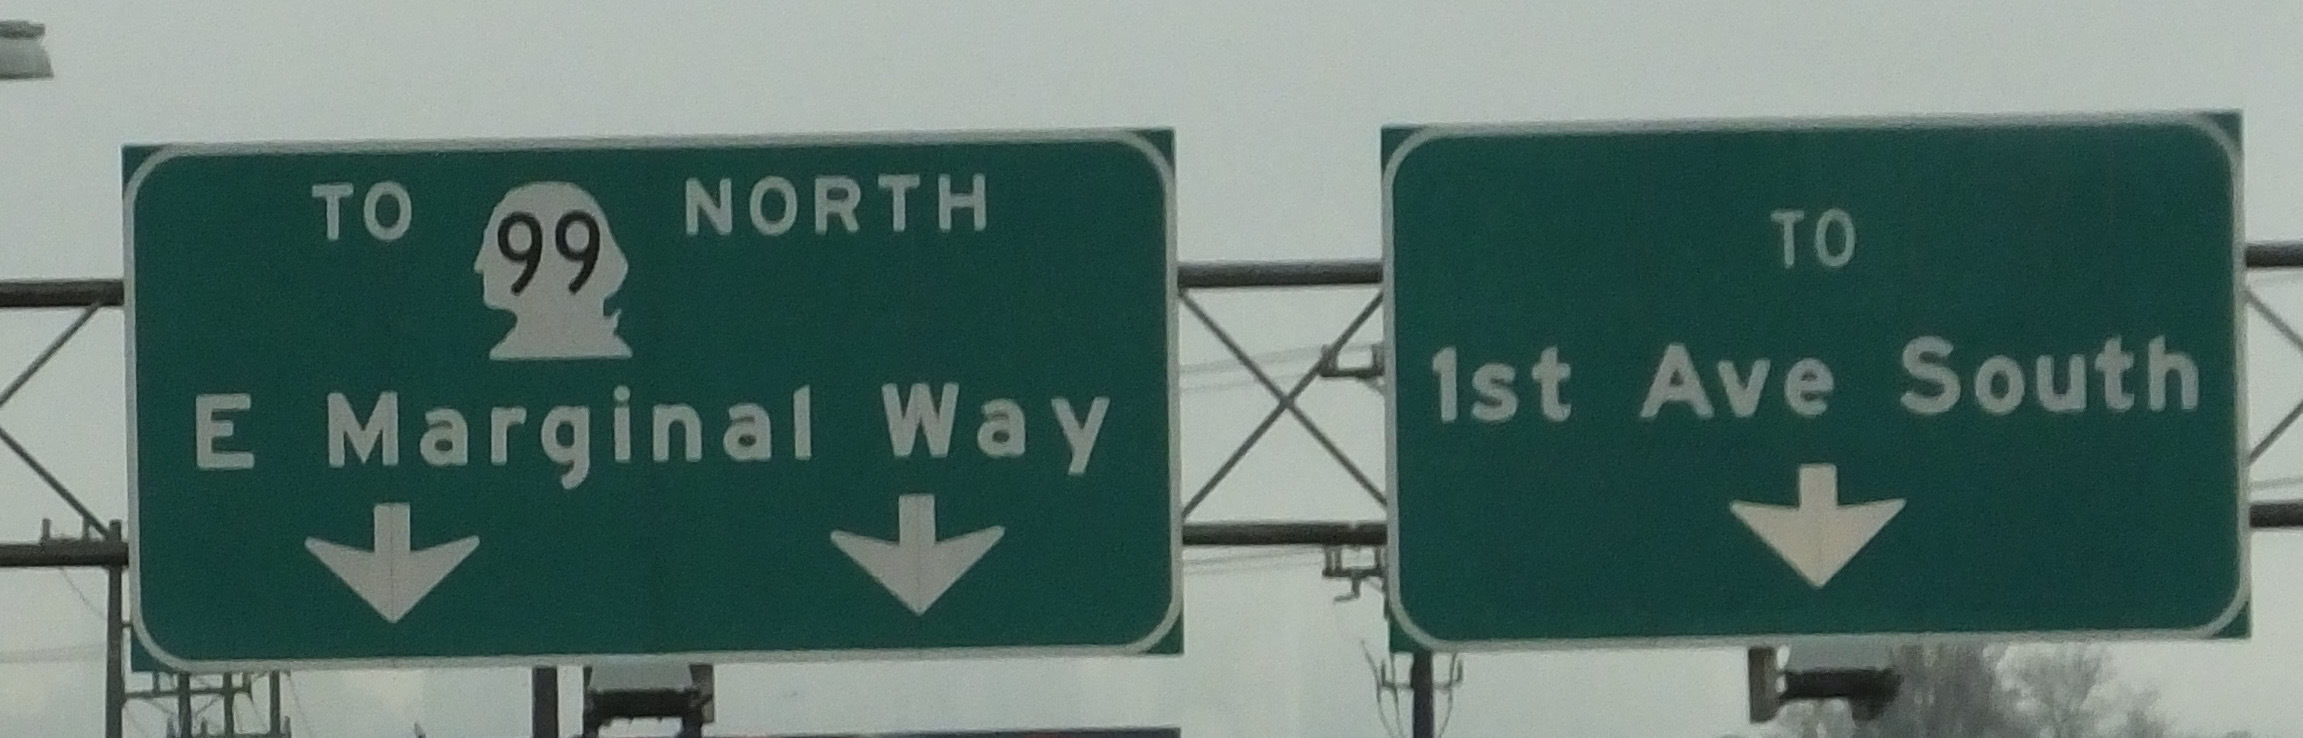 TO 99 NORTH
E Marginal Way
TO
1st Ave South